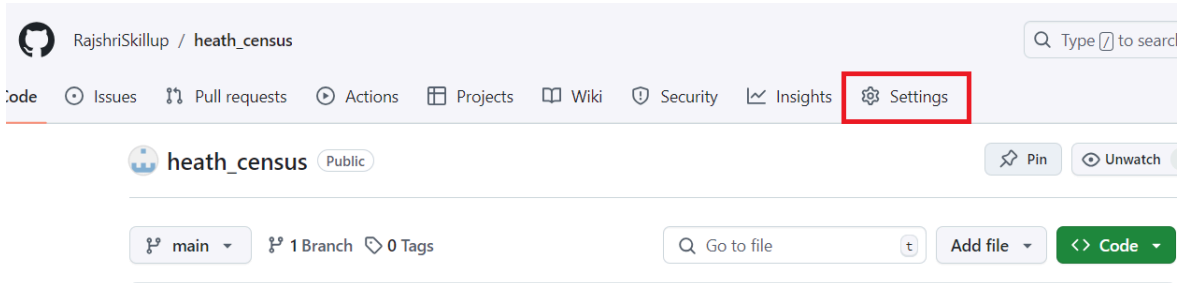 RajshriSkillup / heath_census
Type / to search
Code Issues Pull requests Actions Projects Wiki Security Insights Settings
heath_census Public Pin Unwatch
main 1 Branch 0 Tags Go to file t Add file <> Code